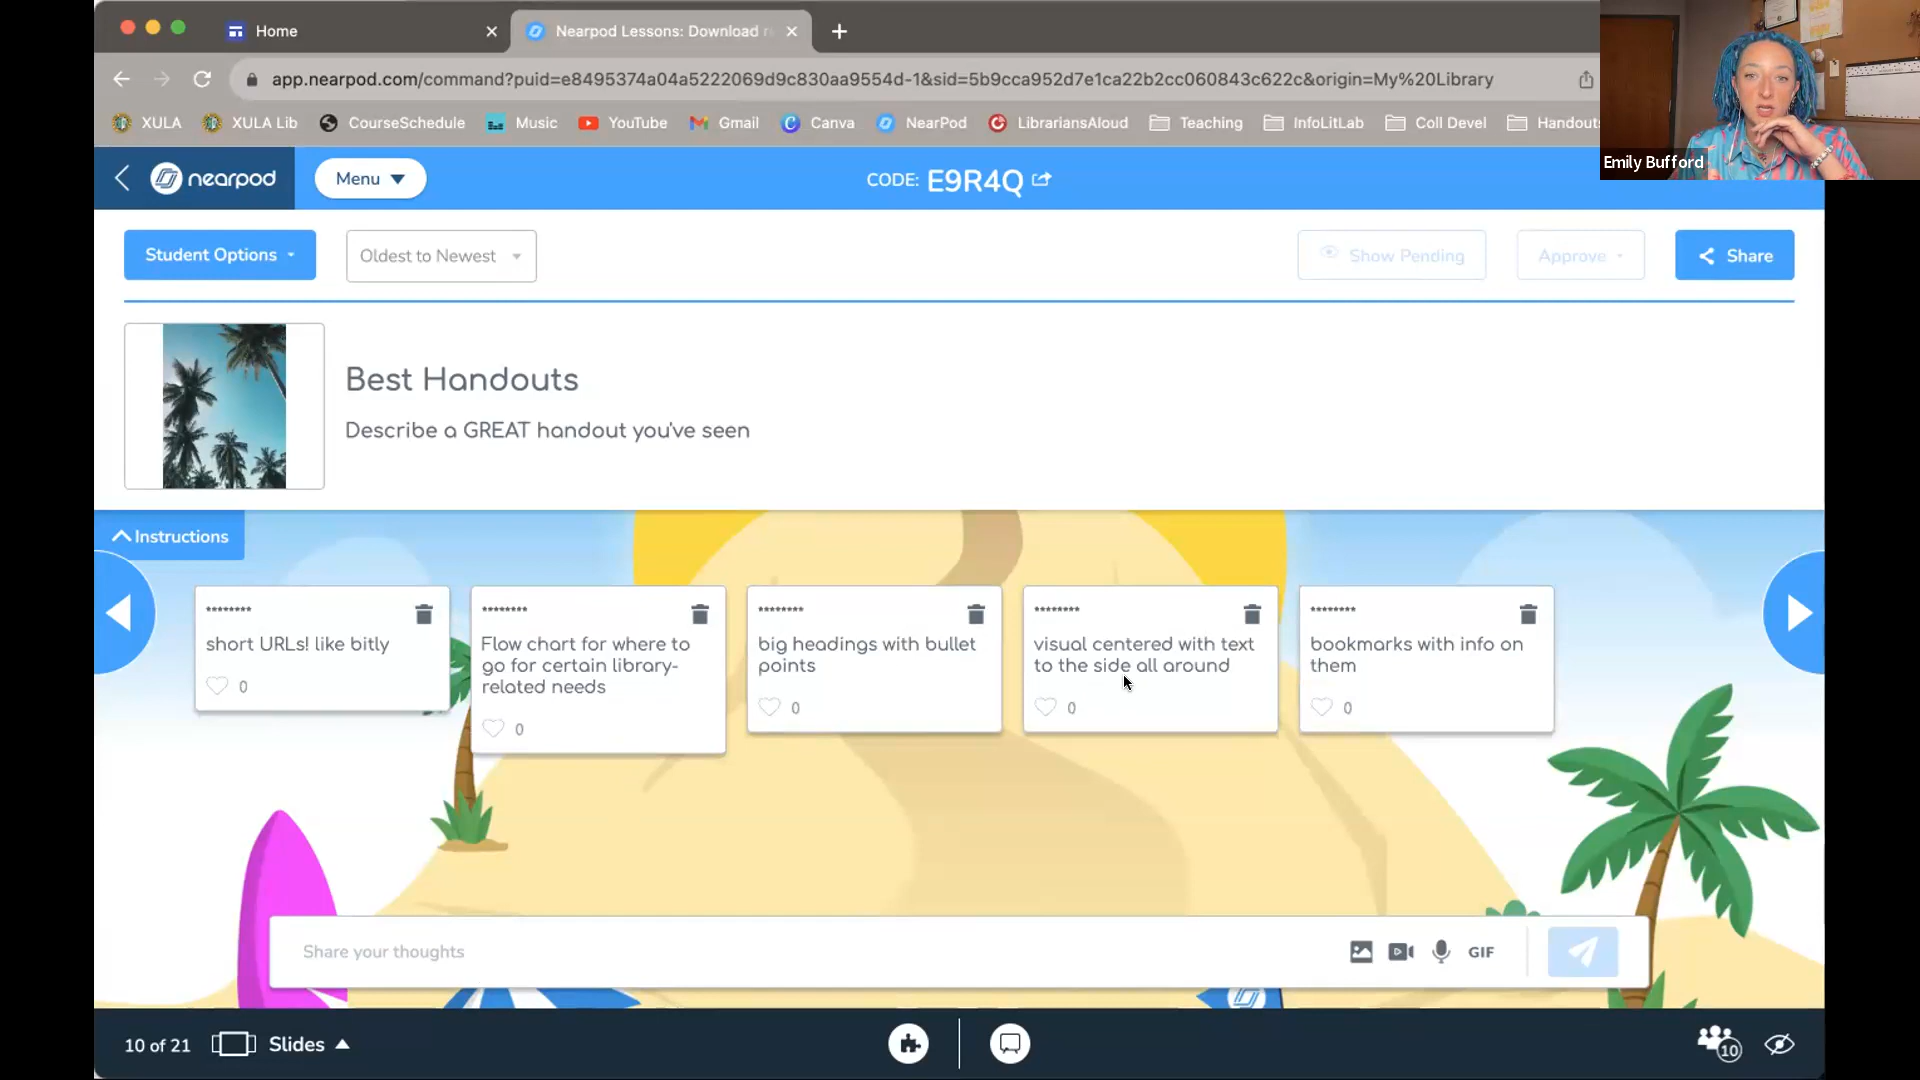 Home
Nearpod Lessons: Download
app.nearpod.com/command?puid=e8495374a04a5222069d9c830aa9554d-1&sid=5b9cca952d7e1ca22b2cc060843c622c&origin=My%20Library
XULA XULA Lib CourseSchedule Music YouTube Gmail Canva NearPod LibrariesAloud Teaching InfoLitLab Coll Devel Handouts
Emily Bufford
nearpod Menu CODE: E9R4Q
Student Options Oldest to Newest Show Pending Approve Share
Best Handouts
Describe a GREAT handout you've seen
Instructions
********
short URLs! like bitly
0
********
Flow chart for where to
go for certain library-
related needs
0
********
big headings with bullet
points
0
********
visual centered with text
to the side all around
0
********
bookmarks with info on
them
0
Share your thoughts GIF
10 of 21 Slides 10